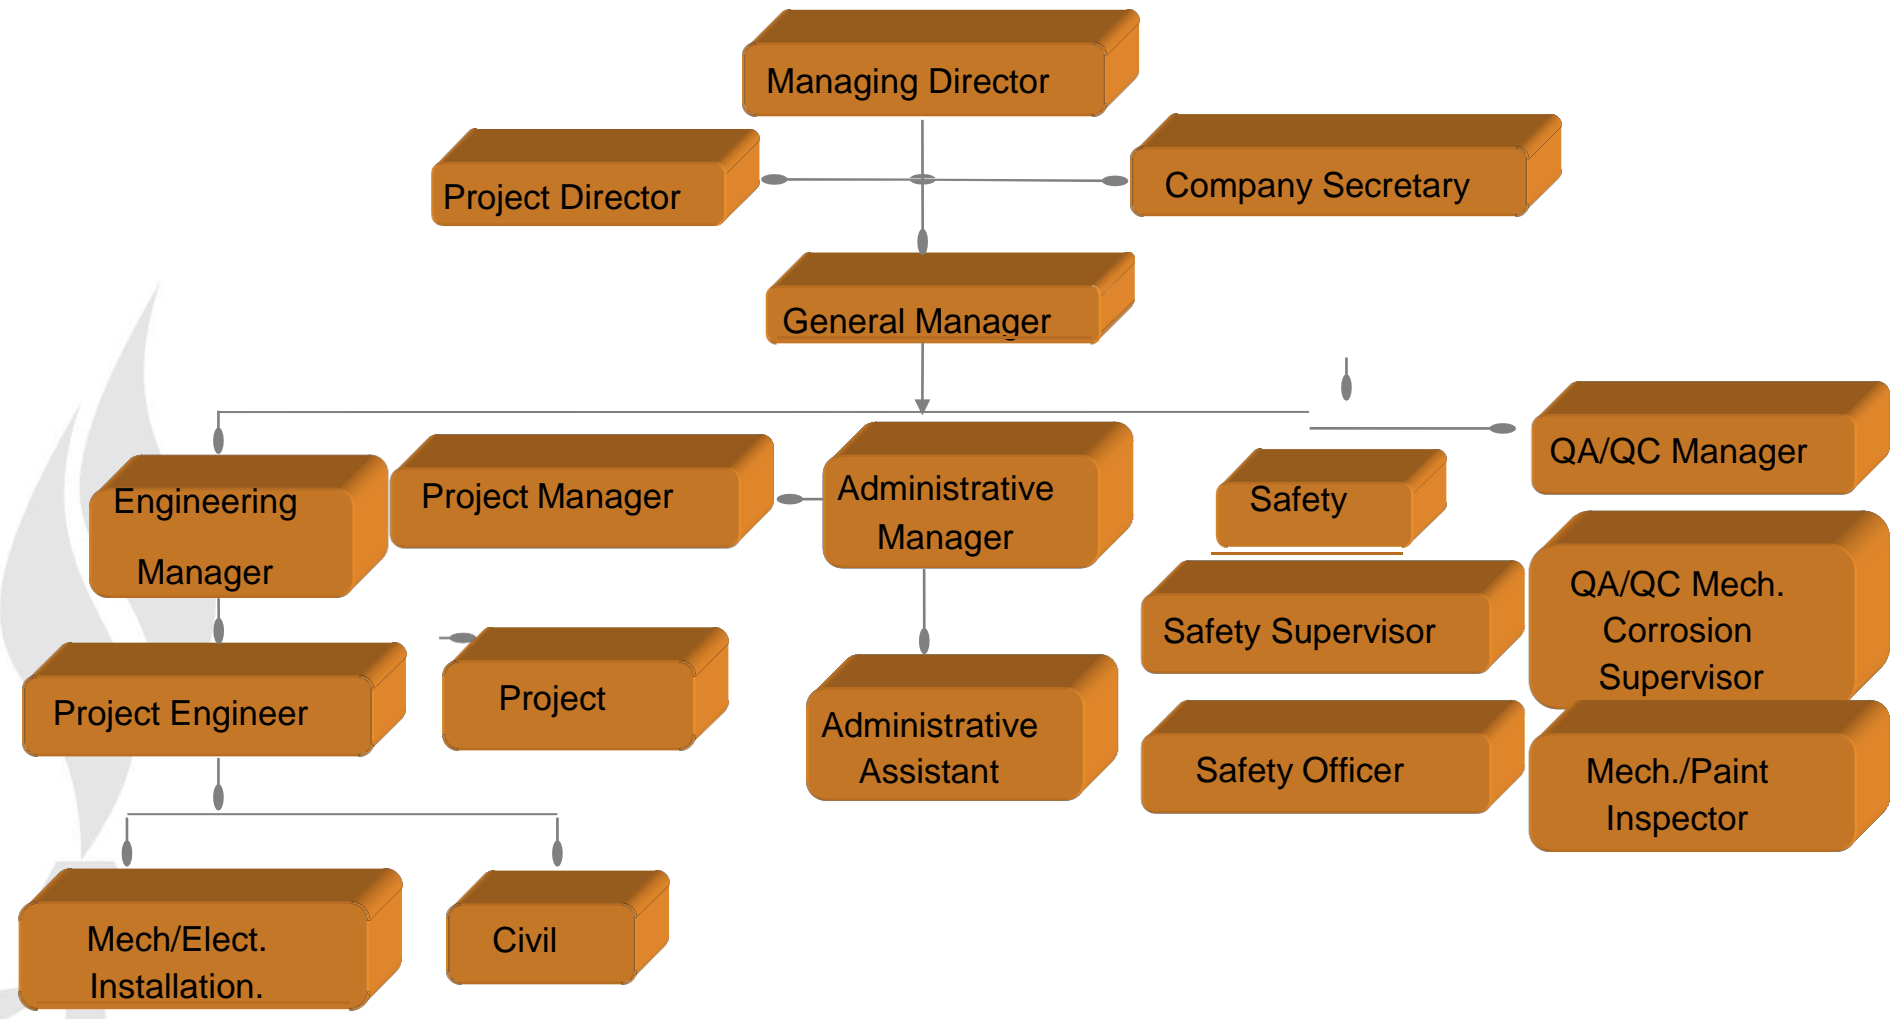 Managing Director
Project Director
Company Secretary
General Manager
Engineering
Manager
Project Manager
Administrative
Manager
Safety
QA/QC Manager
Safety Supervisor
QA/QC Mech.
Corrosion
Supervisor
Project Engineer
Project
Administrative
Assistant
Safety Officer
Mech./Paint
Inspector
Mech/Elect.
Installation.
Civil